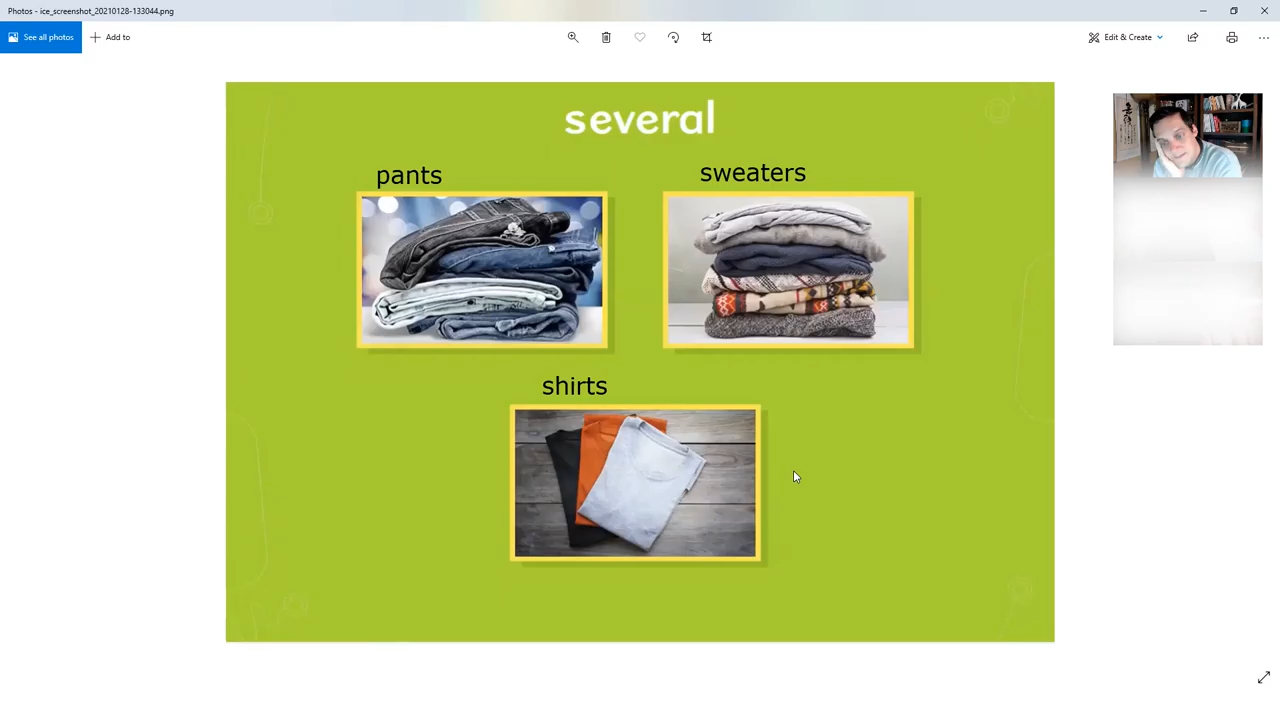 Photos - ice_screenshot_20210128-133044.png
See all photos
Add to
Edit & Create
several
pants
sweaters
shirts